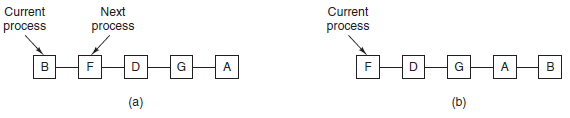 Current process
Next process
B F D G A
(a)
Current process
F D G A B
(b)